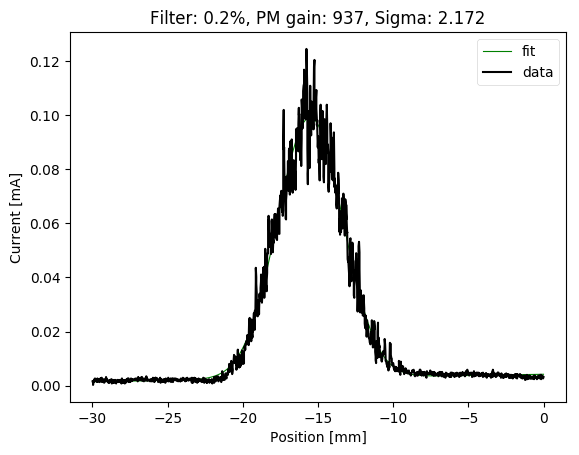 Filter: 0.2%, PM gain: 937, Sigma: 2.172
fit
data
0.12
0.10
0.08
0.06
0.04
0.02
0.00
Current [mA]
−30 −25 −20 −15 −10 −5 0
Position [mm]